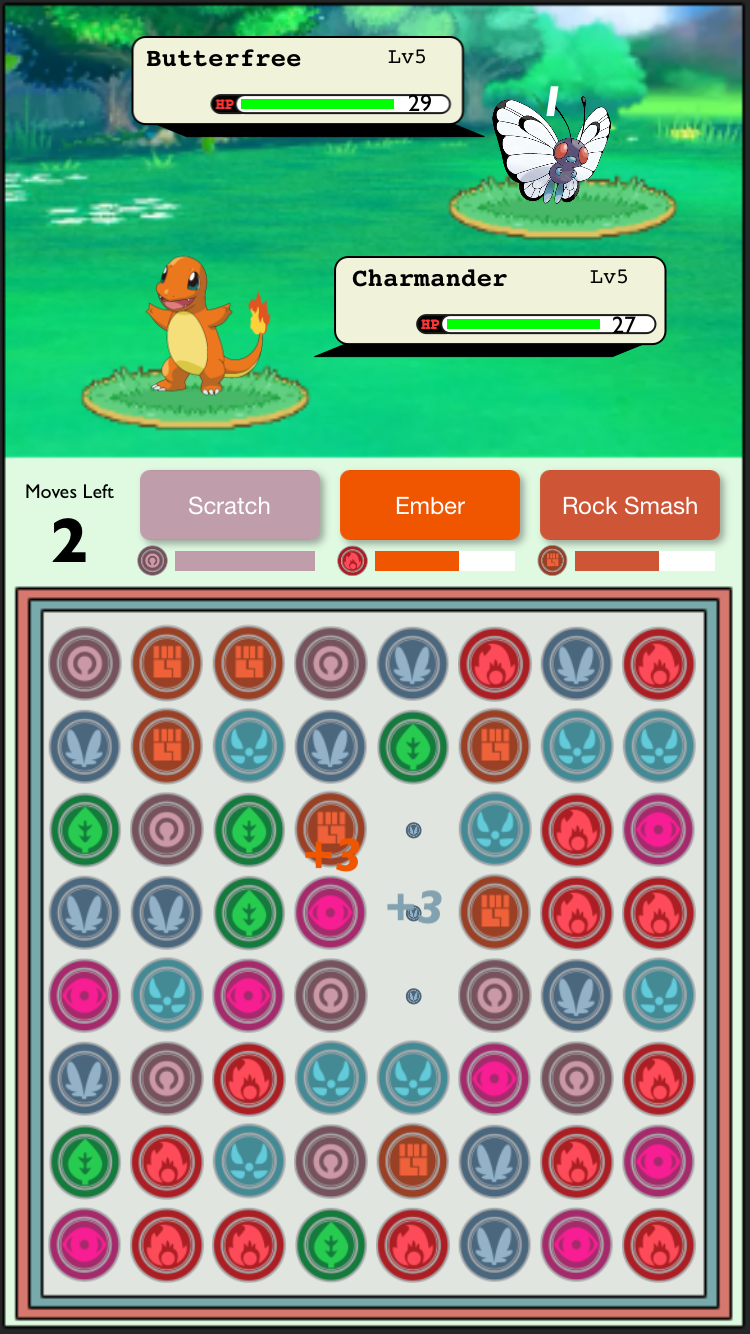 Butterfree Lv5
HP 29
Charmander Lv5
HP 27
Moves Left
2
Scratch
Ember
Rock Smash
+3
+3